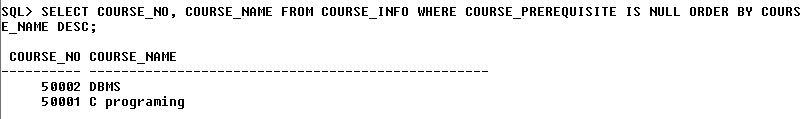 SQL> SELECT COURSE_NO, COURSE_NAME FROM COURSE_INFO WHERE COURSE_PREREQUISITE IS NULL ORDER BY COURS
E_NAME DESC;
COURSE_NO COURSE_NAME
---------- --------------------------------------------------
50002 DBMS
50001 C programing